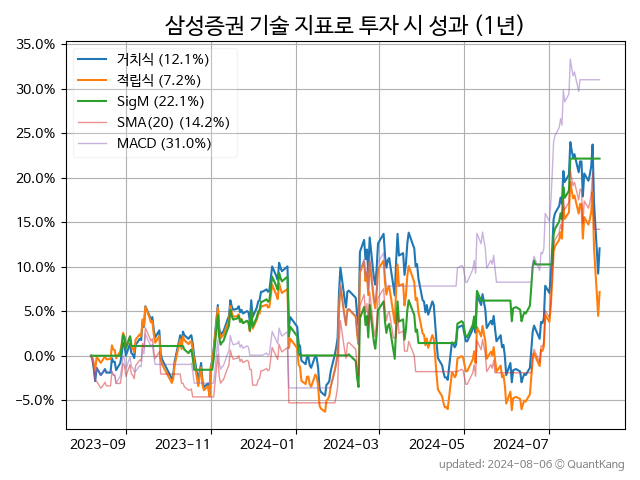 삼성증권 기술 지표로 투자 시 성과 (1년)
35.0%
30.0%
25.0%
20.0%
15.0%
10.0%
5.0%
0.0%
−5.0%
거치식 (12.1%)
적립식 (7.2%)
SigM (22.1%)
SMA(20) (14.2%)
MACD (31.0%)
2023-09 2023-11 2024-01 2024-03 2024-05 2024-07
updated: 2024-08-06 © QuantKang